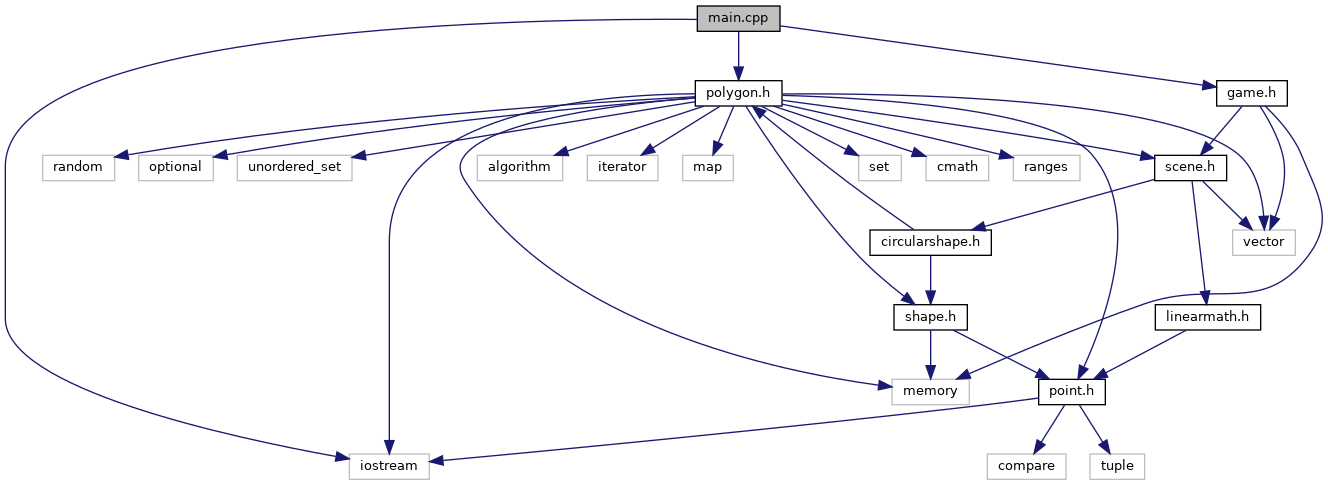 main.cpp
polygon.h
game.h
random
optional
unordered_set
algorithm
iterator
map
set
cmath
ranges
scene.h
circularshape.h
vector
shape.h
linearmath.h
memory
point.h
iostream
compare
tuple